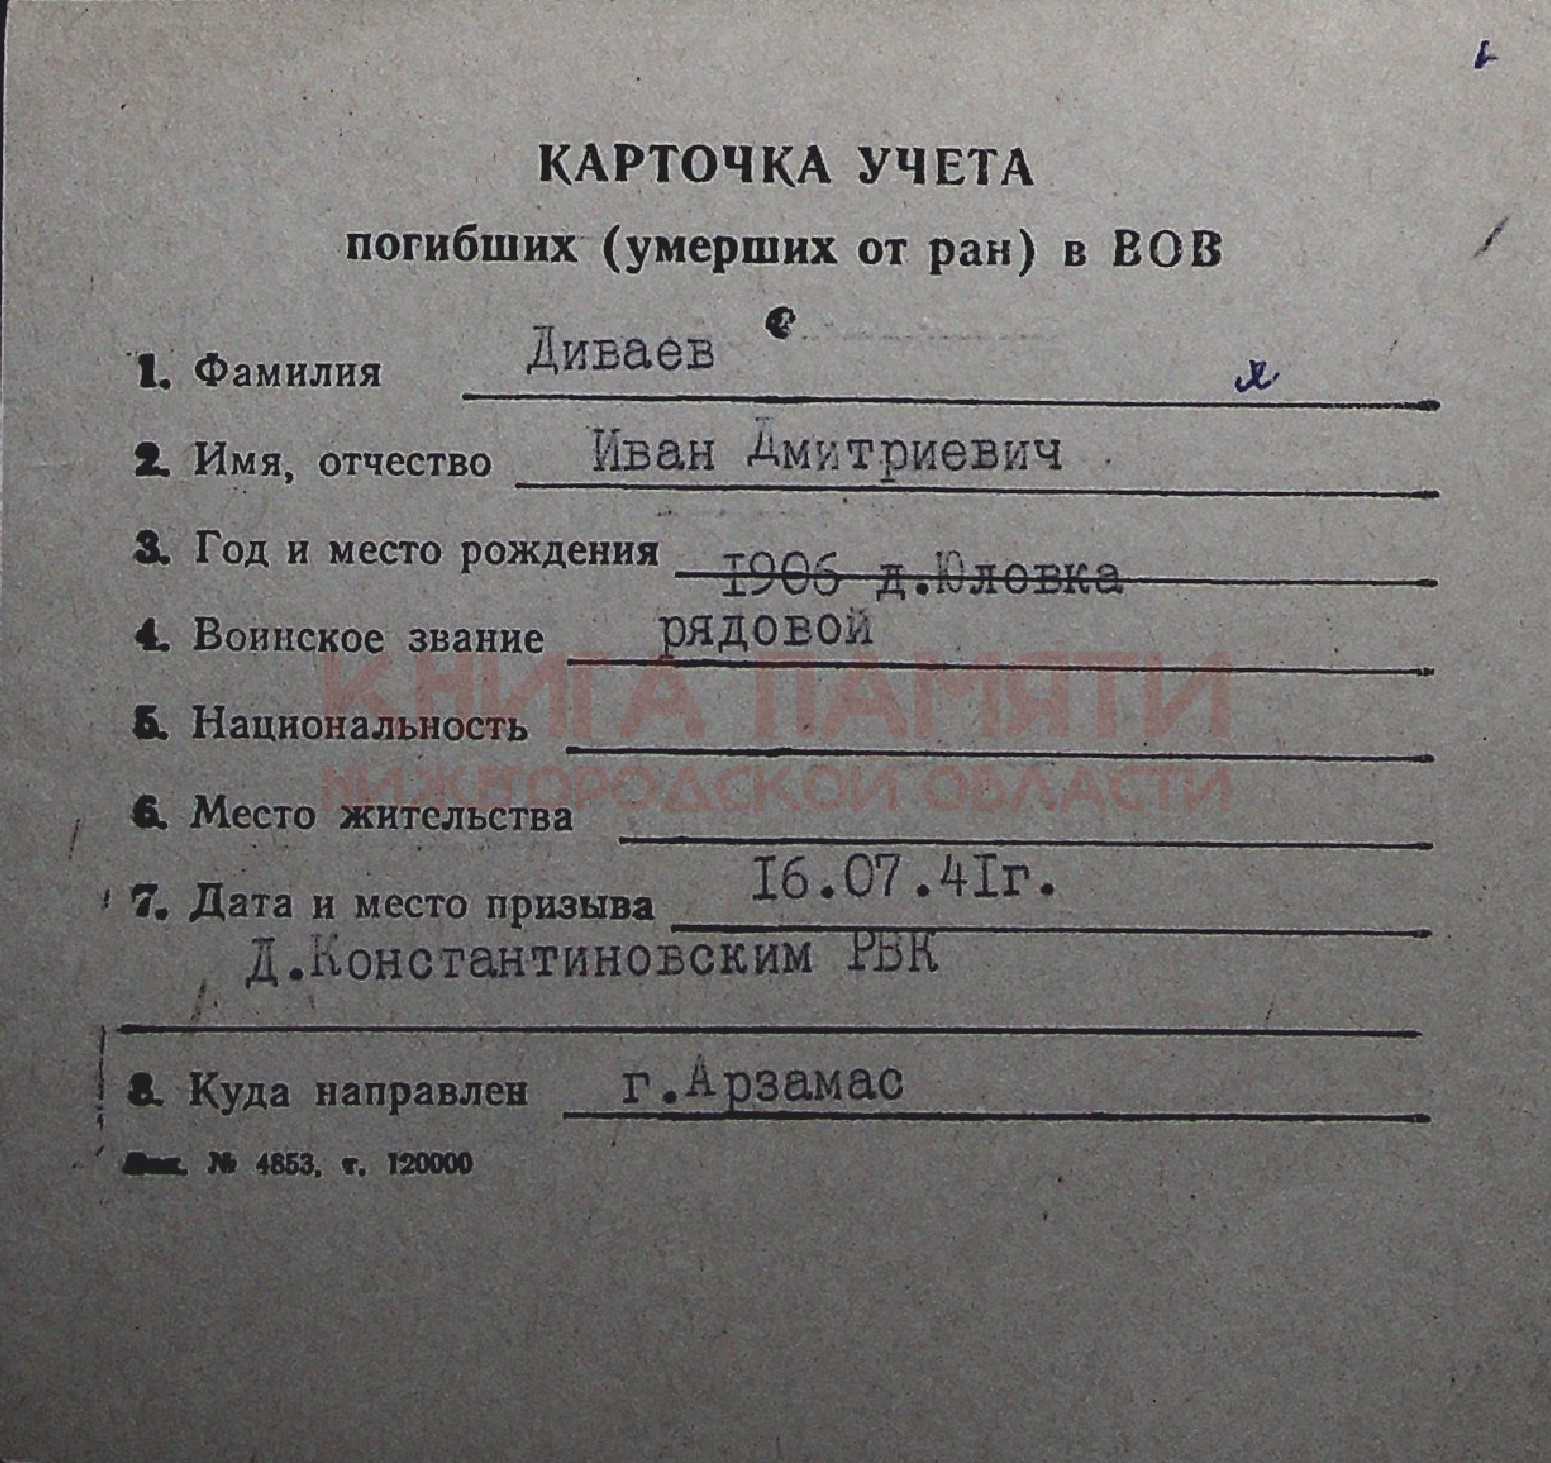 КАРТОЧКА УЧЕТА
погибших (умерших от ран) в ВОВ
1. Фамилия Диваев
2. Имя, отчество Иван Дмитриевич
3. Год и место рождения 1906 д.Юловка
4. Воинское звание рядовой
КНИГА ПАМЯТИ
5. Национальность
НИЖЕГОРОДСКОЙ ОБЛАСТИ
6. Место жительства
7. Дата и место призыва 16.07.41г.
Д.Константиновским РВК
8. Куда направлен г.Арзамас
№ 4853, т. 120000